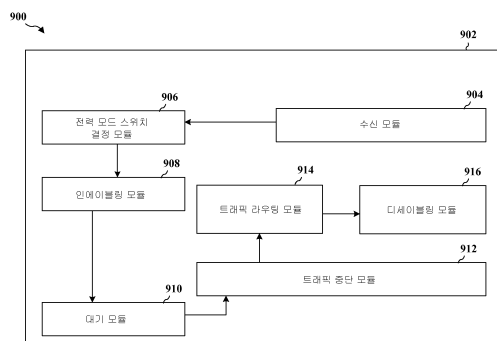 900
902
906
904
전력 모드 스위치
결정 모듈
수신 모듈
908
914
916
인에이블링 모듈
트래픽 라우팅 모듈
디세이블링 모듈
912
910
트래픽 중단 모듈
대기 모듈